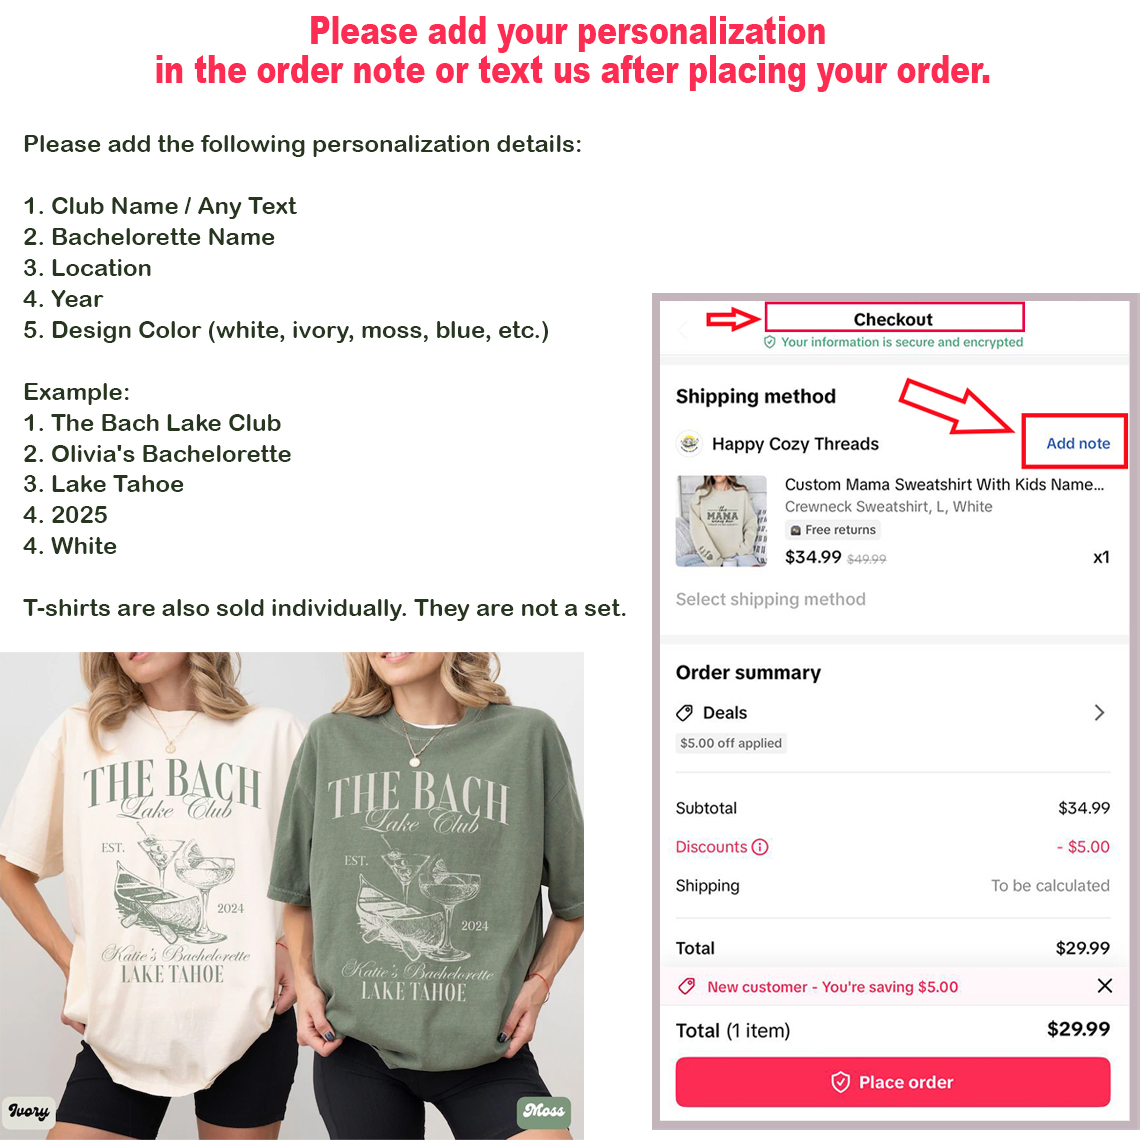 Please add your personalization
in the order note or text us after placing your order.
Please add the following personalization details:
1. Club Name / Any Text
2. Bachelorette Name
3. Location
4. Year
5. Design Color (white, ivory, moss, blue, etc.)
Example:
1. The Bach Lake Club
2. Olivia's Bachelorette
3. Lake Tahoe
4. 2025
4. White
T-shirts are also sold individually. They are not a set.
THE BACH
Lake Club
EST.
2024
Katie's Bachelorette
LAKE TAHOE
Ivory
THE BACH
Lake Club
EST.
2024
Katie's Bachelorette
LAKE TAHOE
Moss
Checkout
Your information is secure and encrypted
Shipping method
Happy Cozy Threads
Add note
Custom Mama Sweatshirt With Kids Name...
Crewneck Sweatshirt, L, White
Free returns
$34.99 $49.99 x1
MAMA
Select shipping method
Order summary
Deals
$5.00 off applied
Subtotal $34.99
Discounts - $5.00
Shipping To be calculated
Total $29.99
New customer - You're saving $5.00
Total (1 item) $29.99
Place order